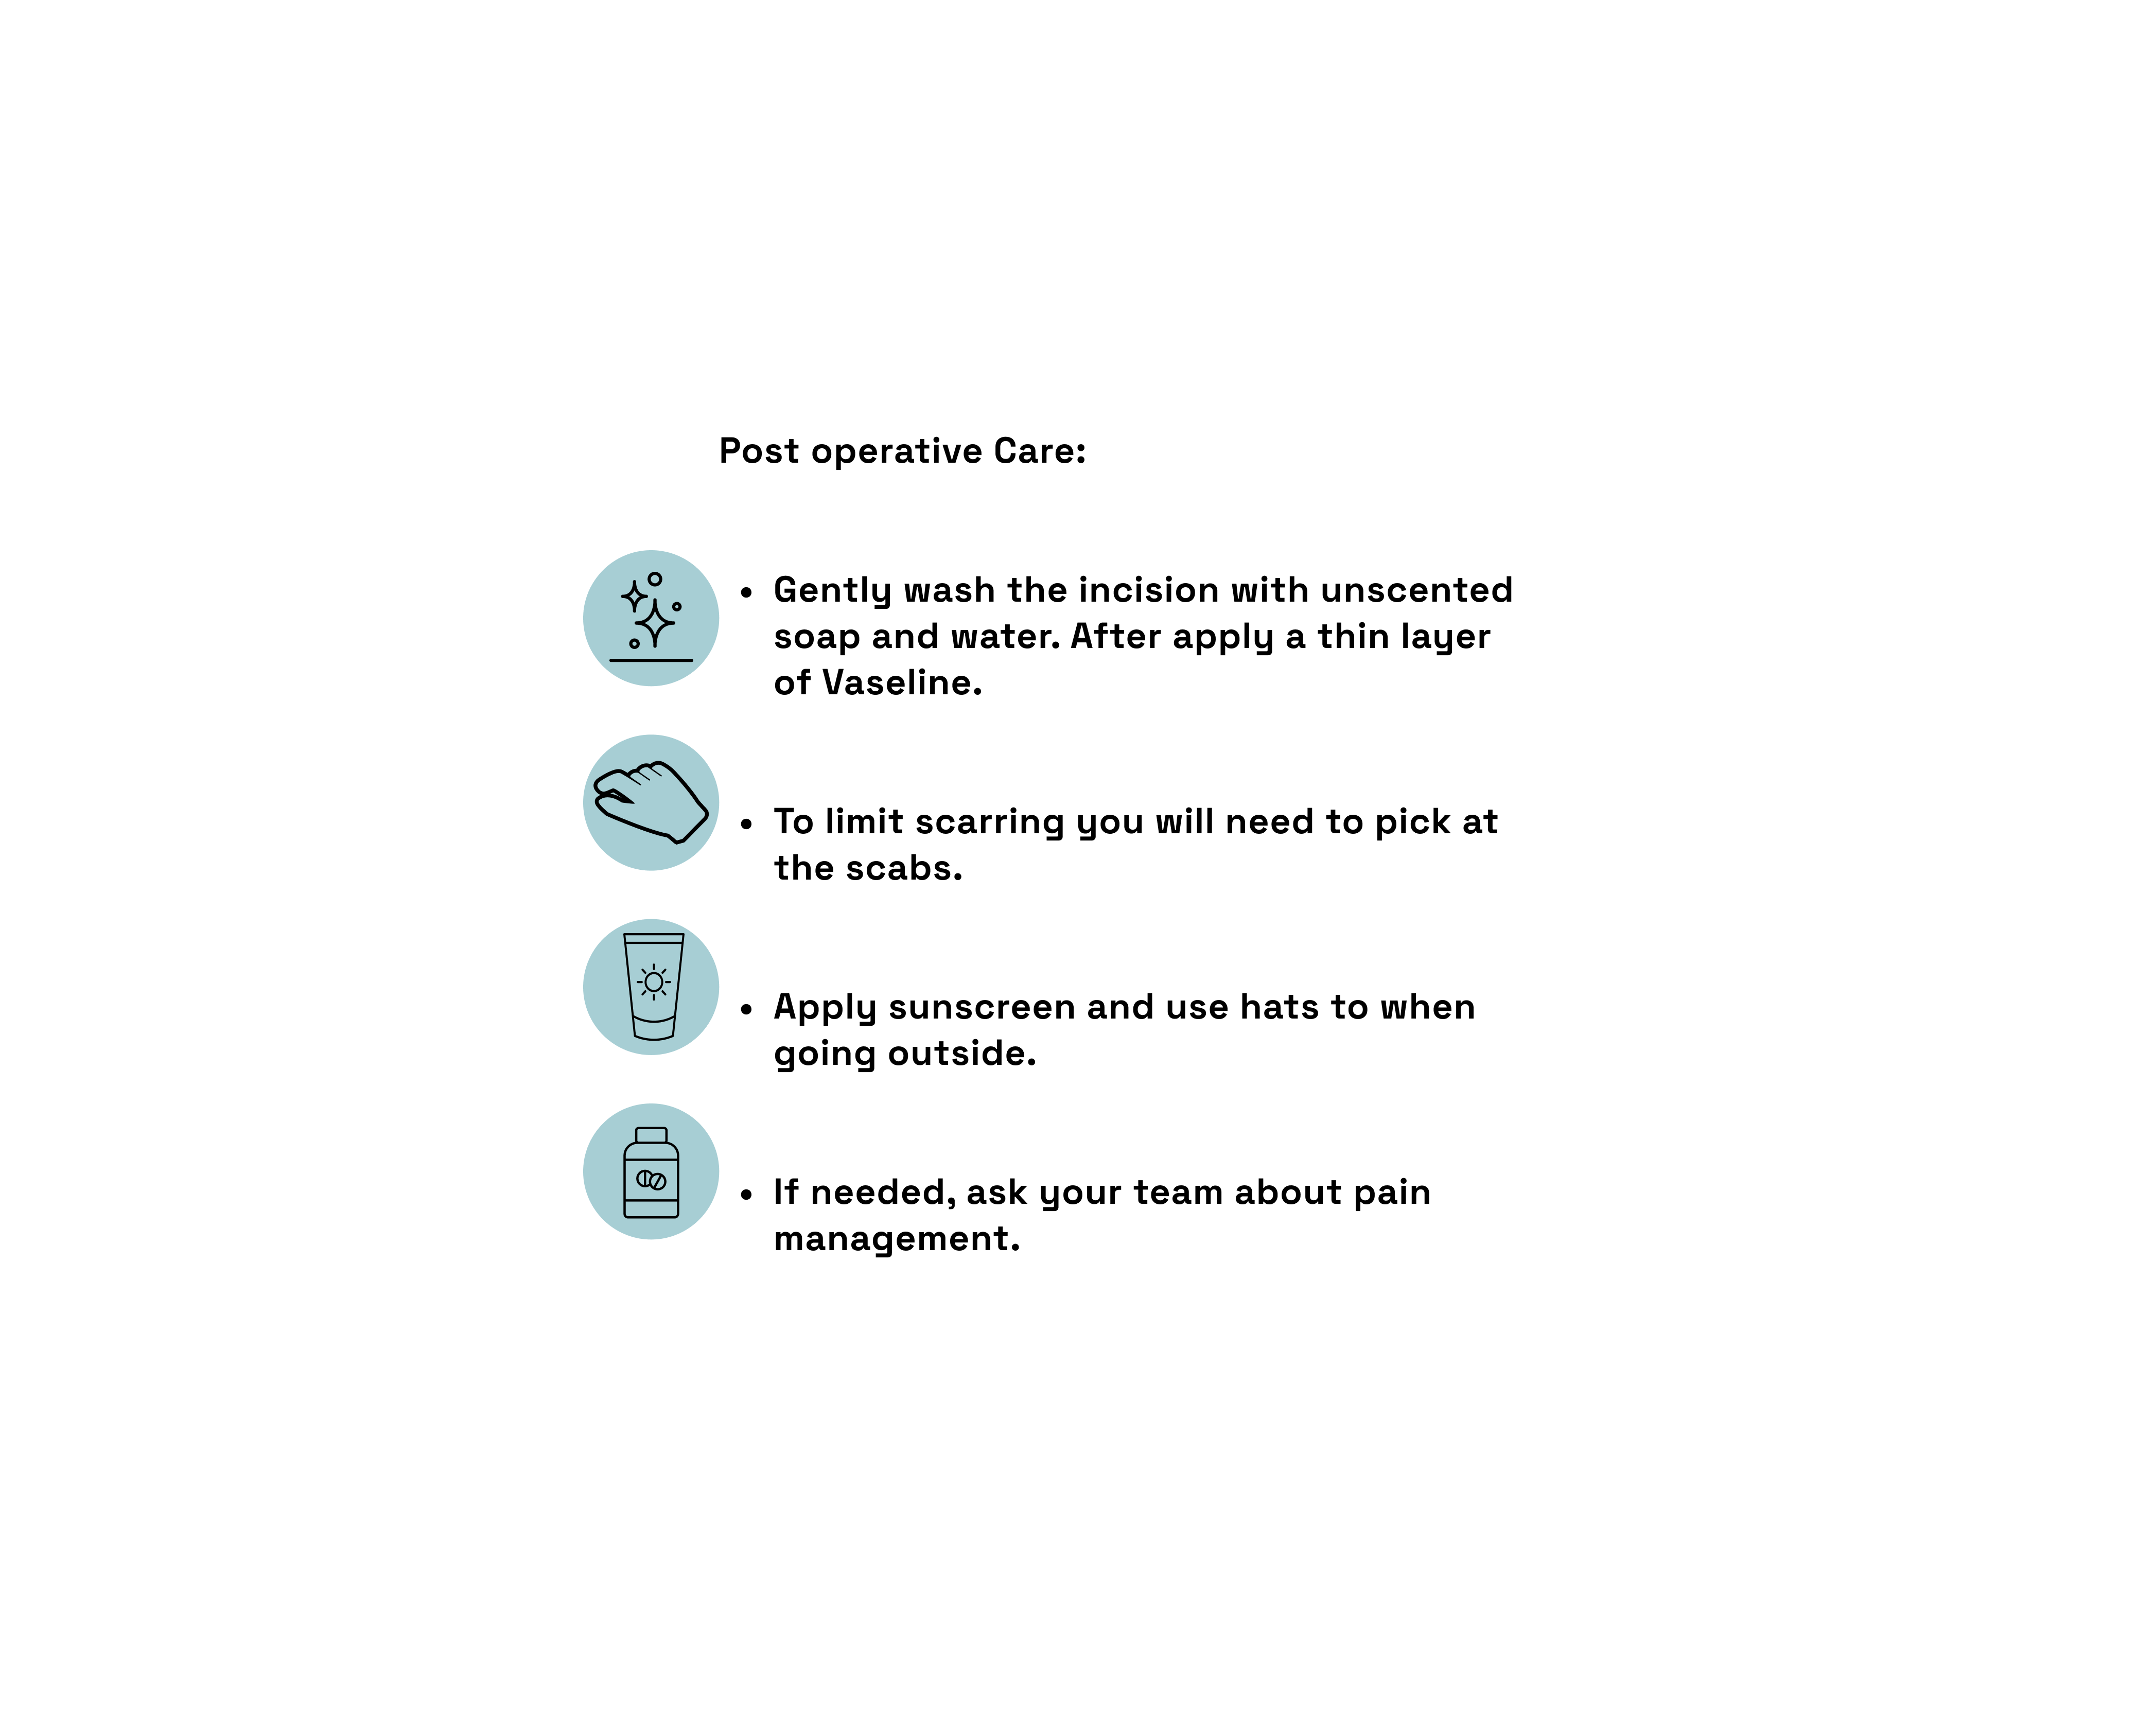 Post operative Care:
• Gently wash the incision with unscented
soap and water. After apply a thin layer
of Vaseline.
• To limit scarring you will need to pick at
the scabs.
• Apply sunscreen and use hats to when
going outside.
• If needed, ask your team about pain
management.